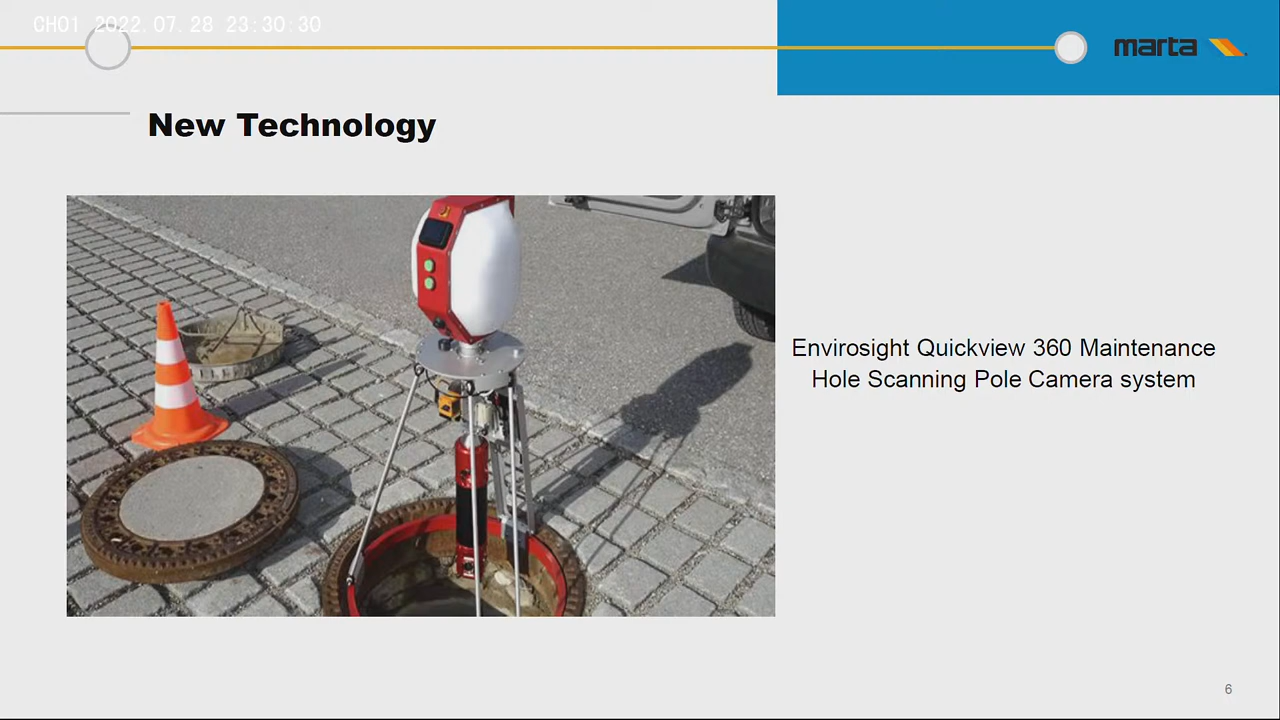 CH01 2022.07.28 23:30:30
marta
New Technology
Envirosight Quickview 360 Maintenance
Hole Scanning Pole Camera system
6